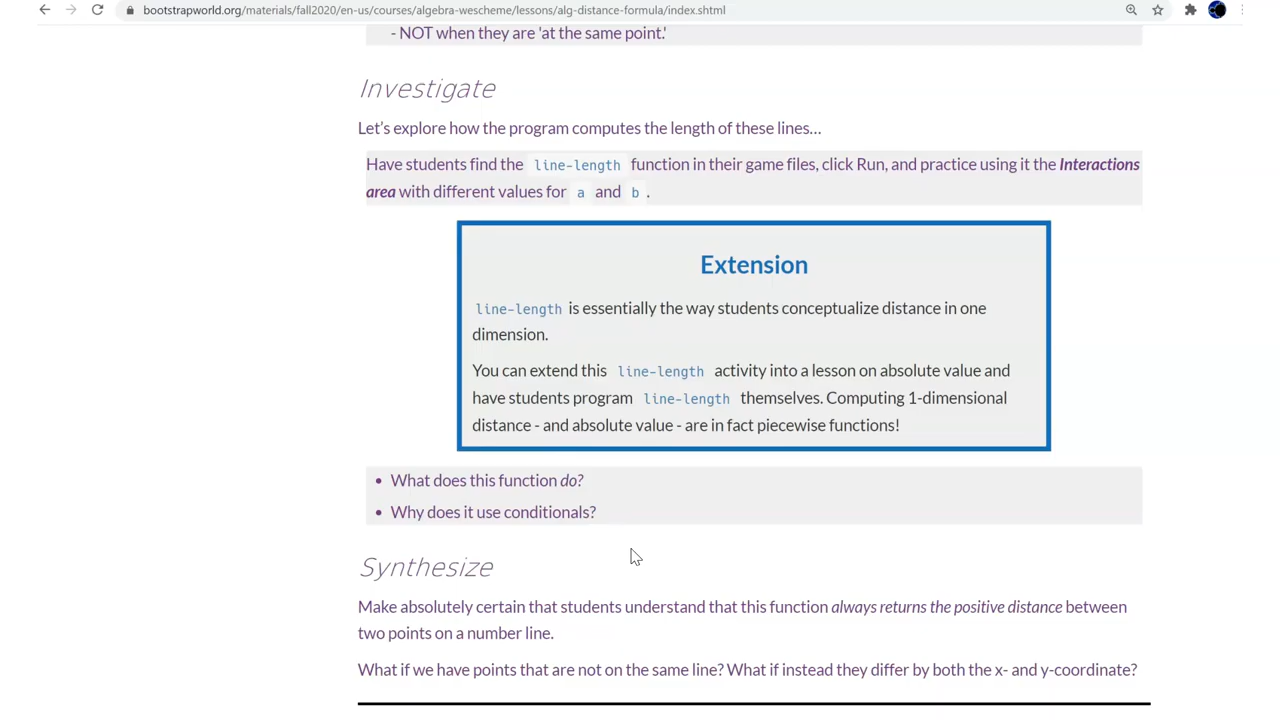 bootstrapworld.org/materials/fall2020/en-us/courses/algebra-wescheme/lessons/alg-distance-formula/index.shtml
- NOT when they are 'at the same point.'
Investigate
Let's explore how the program computes the length of these lines...
Have students find the line-length function in their game files, click Run, and practice using it the Interactions
area with different values for a and b .
Extension
line-length is essentially the way students conceptualize distance in one
dimension.
You can extend this line-length activity into a lesson on absolute value and
have students program line-length themselves. Computing 1-dimensional
distance - and absolute value - are in fact piecewise functions!
• What does this function do?
• Why does it use conditionals?
Synthesize
Make absolutely certain that students understand that this function always returns the positive distance between
two points on a number line.
What if we have points that are not on the same line? What if instead they differ by both the x- and y-coordinate?